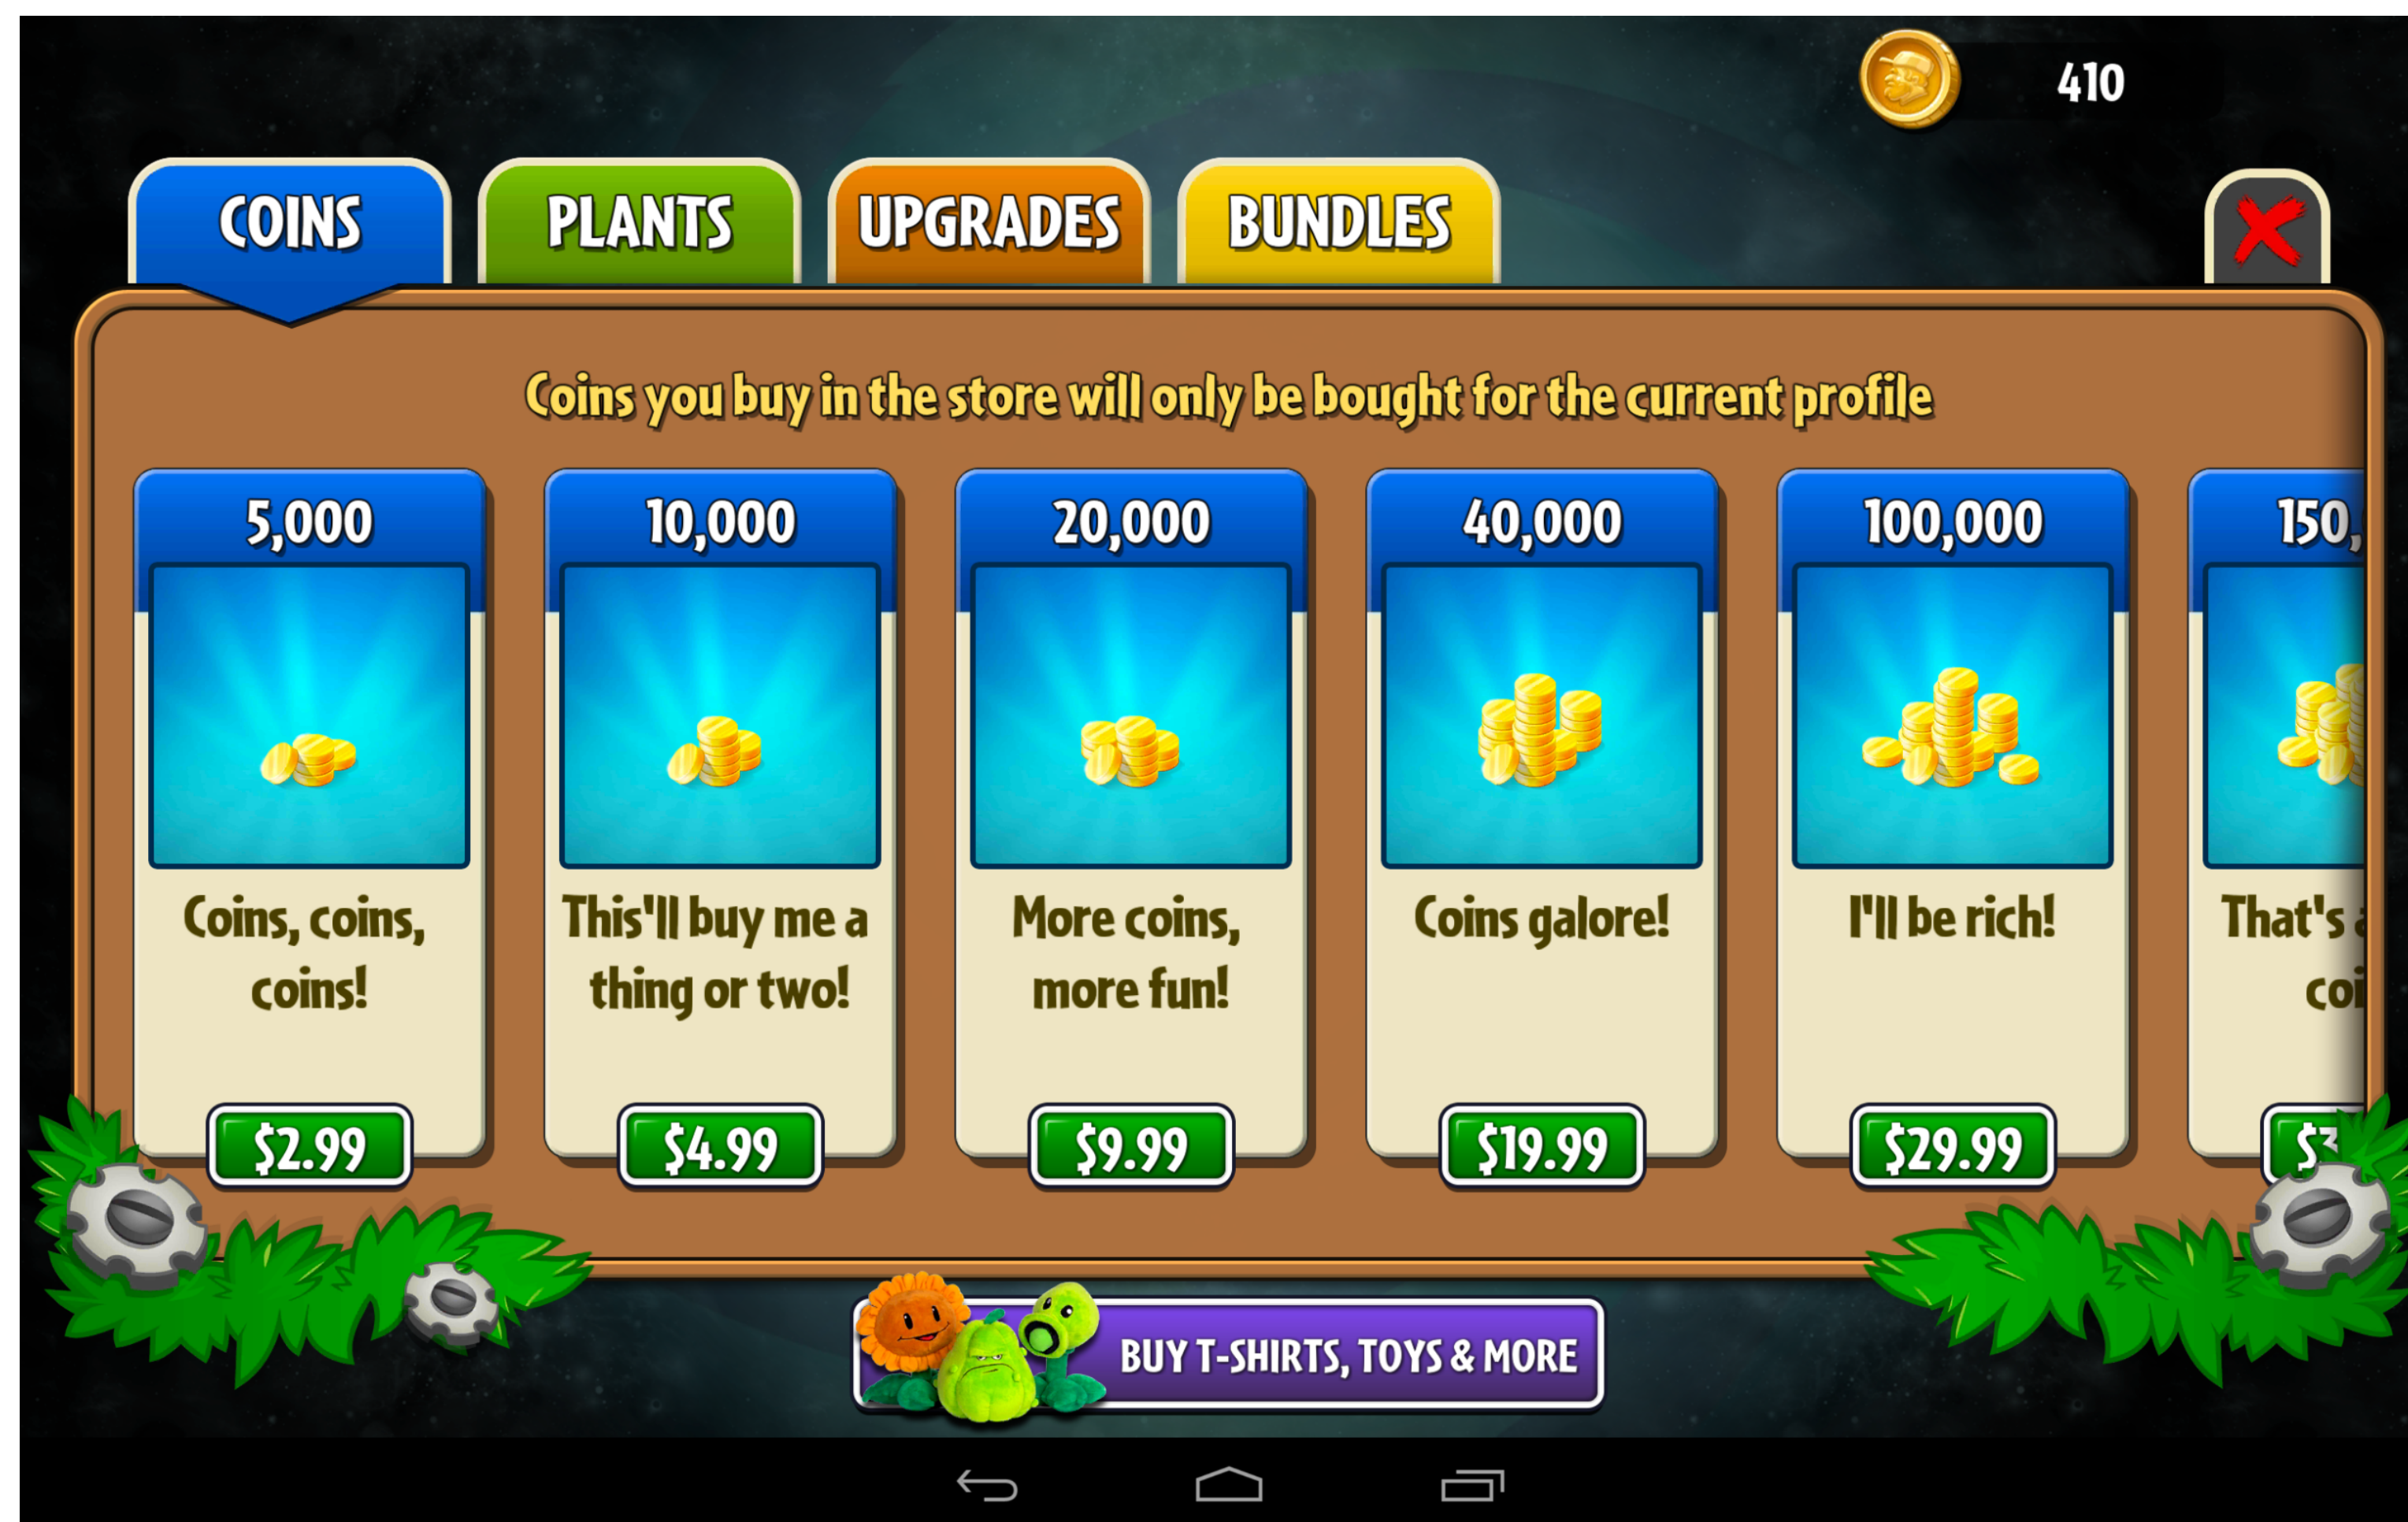 410
COINS
PLANTS
UPGRADES
BUNDLES
Coins you buy in the store will only be bought for the current profile
5,000
Coins, coins,
coins!
$2.99
10,000
This'll buy me a
thing or two!
$4.99
20,000
More coins,
more fun!
$9.99
40,000
Coins galore!
$19.99
100,000
I'll be rich!
$29.99
150,
That's
BUY T-SHIRTS, TOYS & MORE